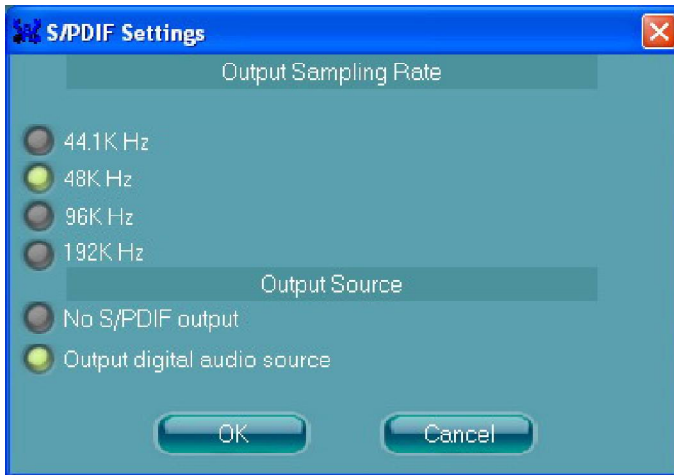 S/PDIF Settings
Output Sampling Rate
44.1K Hz
48K Hz
96K Hz
192K Hz
Output Source
No S/PDIF output
Output digital audio source
OK
Cancel